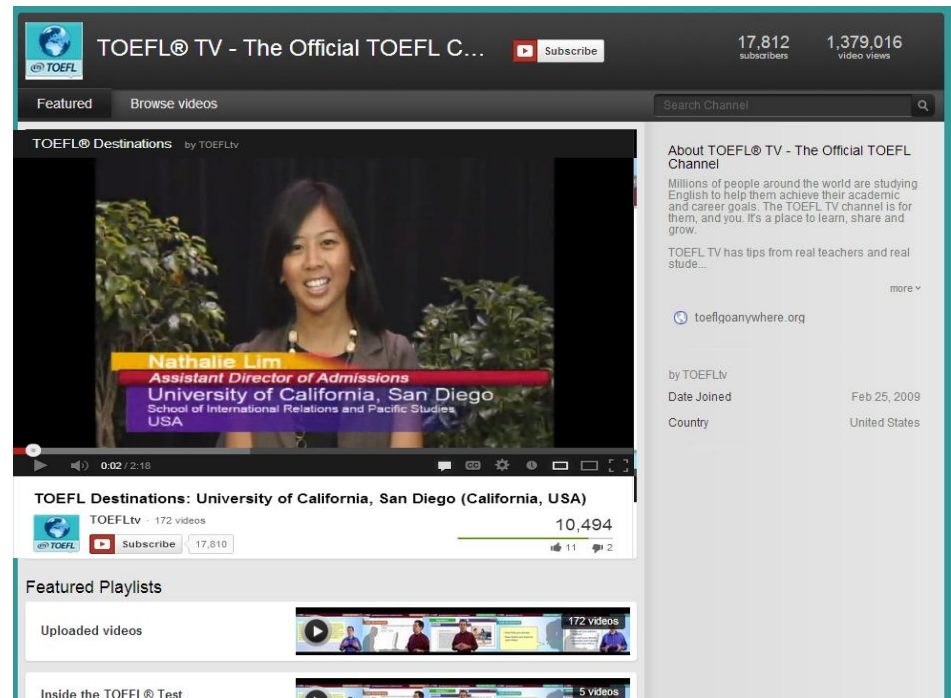 TOEFL® TV - The Official TOEFL C...
Subscribe
17,812
subscribers
1,379,016
video views
TOEFL
Featured
Browse videos
Search Channel
TOEFL® Destinations by TOEFLtv
Nathalie Lim
Assistant Director of Admissions
University of California, San Diego
School of International Relations and Pacific Studies
USA
0:02 / 2:18
CC
TOEFL Destinations: University of California, San Diego (California, USA)
TOEFL
TOEFLtv · 172 videos
Subscribe
17,810
10,494
11
2
Featured Playlists
Uploaded videos
172 videos
Inside the TOEFL® Test
5 videos
About TOEFL® TV - The Official TOEFL
Channel
Millions of people around the world are studying
English to help them achieve their academic
and career goals. The TOEFL TV channel is for
them, and you. It's a place to learn, share and
grow.
TOEFL TV has tips from real teachers and real
stude...
more
toeflgoanywhere.org
by TOEFLtv
Date Joined Feb 25, 2009
Country United States